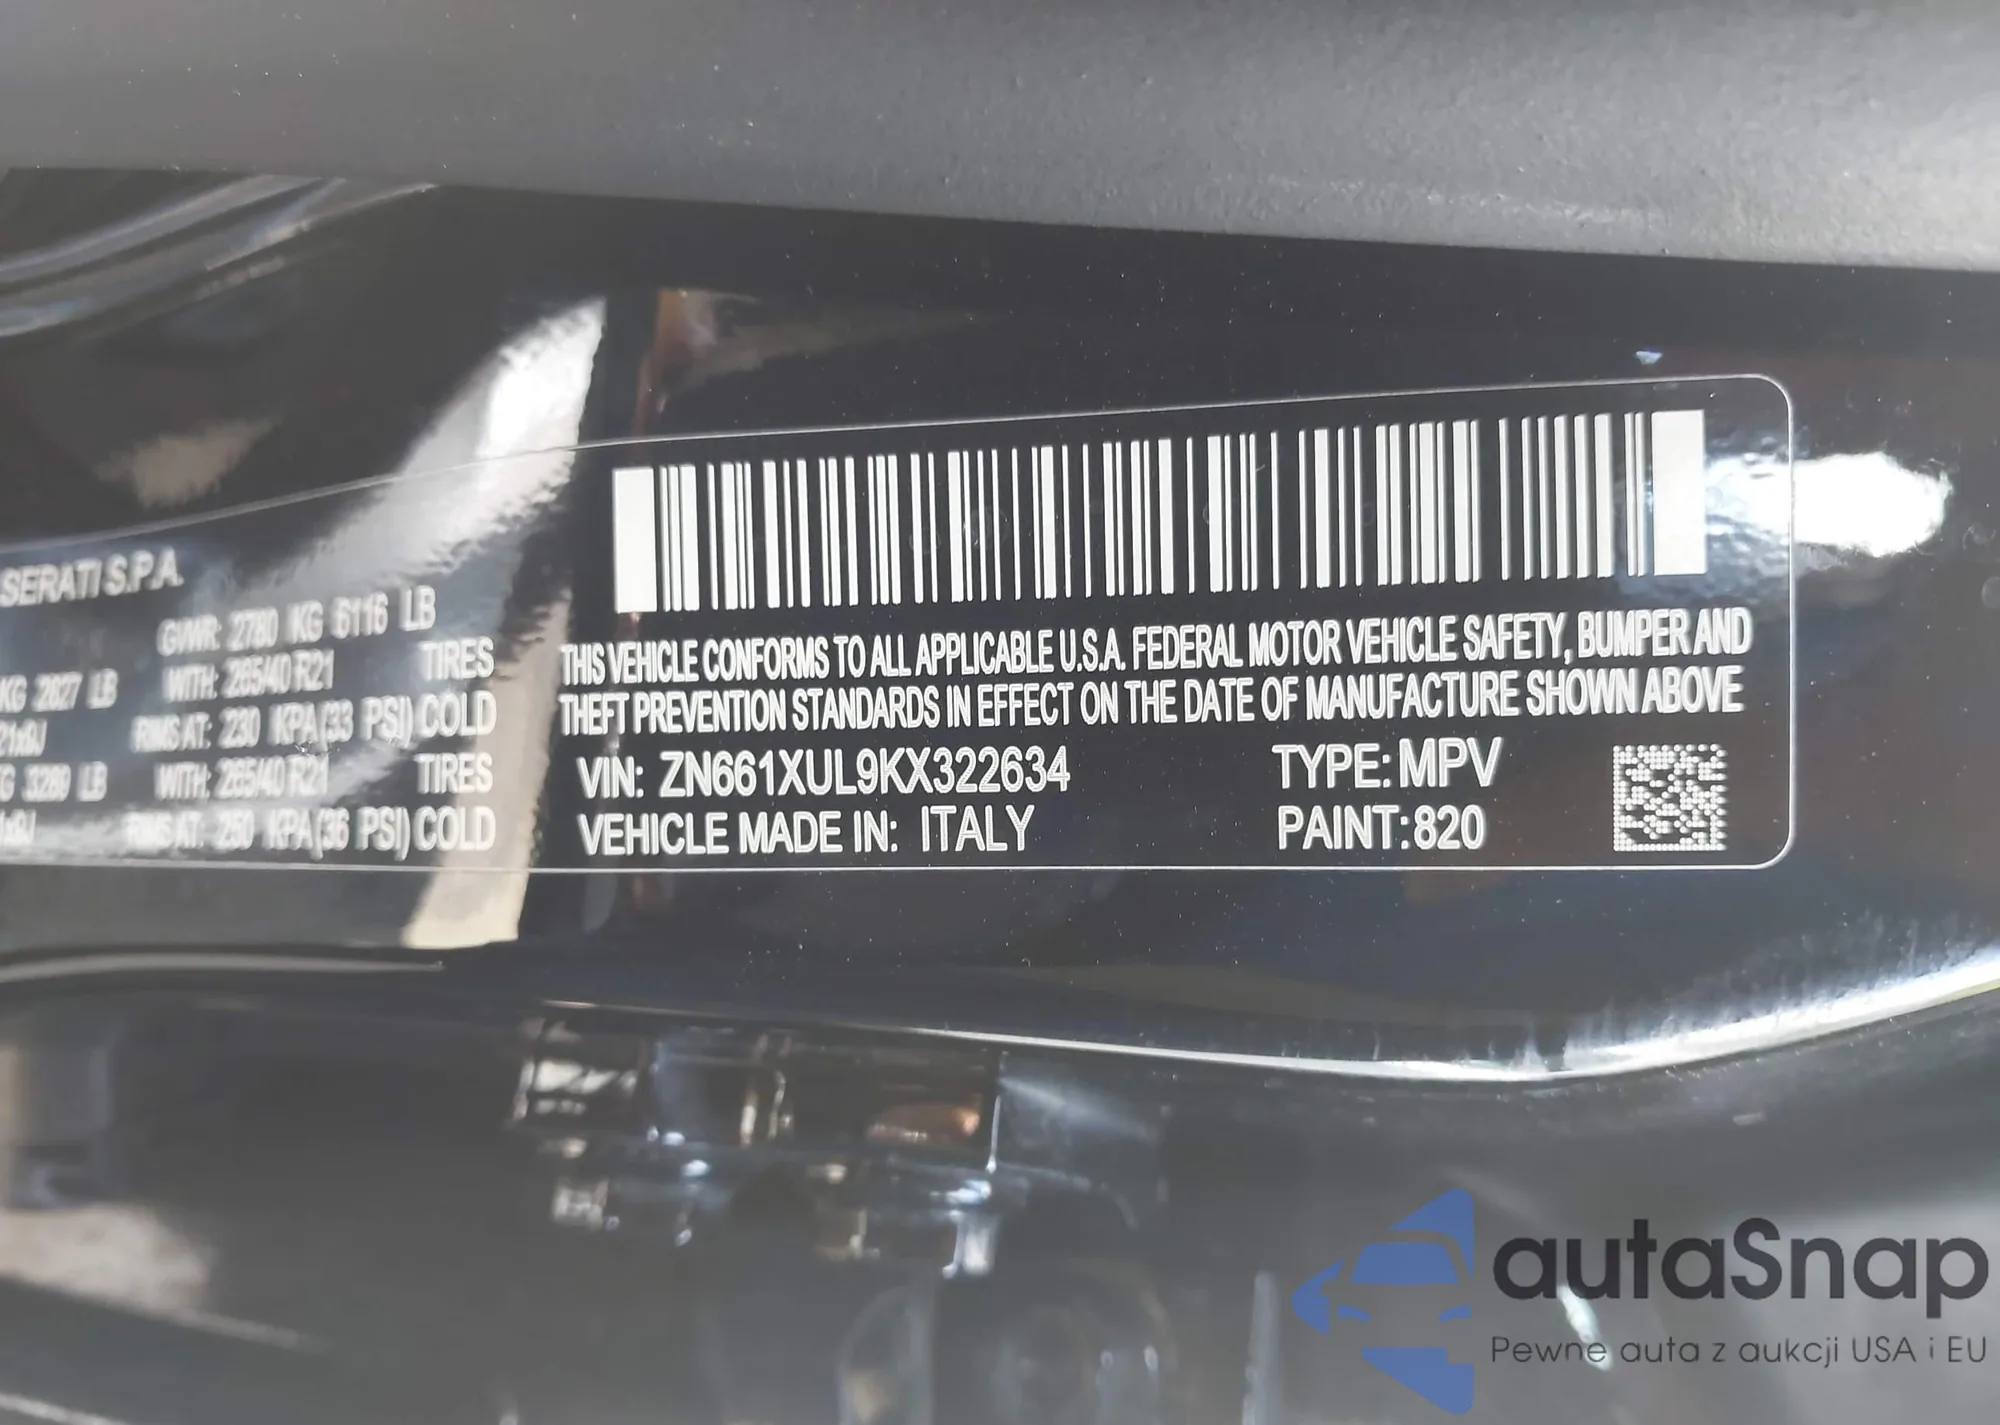 SERATI S.P.A.
GVWR: 2780 KG 6116 LB
KG 2827 LB WITH: 265/40 R21 TIRES
21x9J RIMS AT: 230 KPA(33 PSI) COLD
G 3289 LB WITH: 265/40 R21 TIRES
RIMS AT: 250 KPA(36 PSI) COLD
THIS VEHICLE CONFORMS TO ALL APPLICABLE U.S.A. FEDERAL MOTOR VEHICLE SAFETY, BUMPER AND
THEFT PREVENTION STANDARDS IN EFFECT ON THE DATE OF MANUFACTURE SHOWN ABOVE
VIN: ZN661XUL9KX322634 TYPE: MPV
VEHICLE MADE IN: ITALY PAINT:820
autaSnap
Pewne auta z aukcji USA i EU